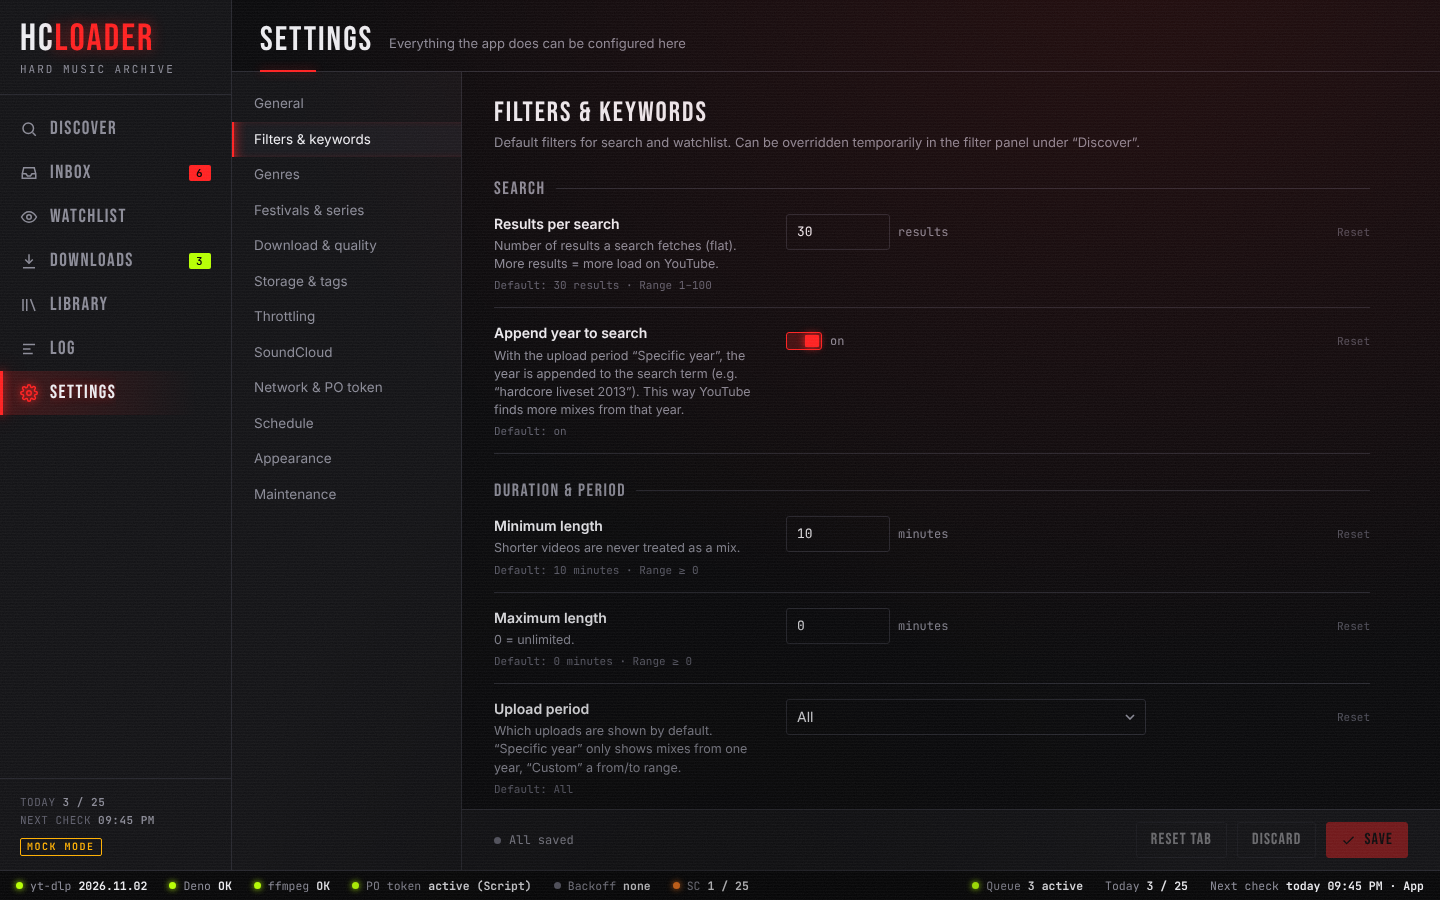 HCLOADER
HARD MUSIC ARCHIVE
DISCOVER
INBOX 6
WATCHLIST
DOWNLOADS 3
LIBRARY
LOG
SETTINGS
TODAY 3 / 25
NEXT CHECK 09:45 PM
MOCK MODE
SETTINGS Everything the app does can be configured here
General
Filters & keywords
Genres
Festivals & series
Download & quality
Storage & tags
Throttling
SoundCloud
Network & PO token
Schedule
Appearance
Maintenance
FILTERS & KEYWORDS
Default filters for search and watchlist. Can be overridden temporarily in the filter panel under “Discover”.
SEARCH
Results per search
Number of results a search fetches (flat).
More results = more load on YouTube.
Default: 30 results · Range 1–100
30 results Reset
Append year to search
With the upload period “Specific year”, the
year is appended to the search term (e.g.
“hardcore liveset 2013”). This way YouTube
finds more mixes from that year.
Default: on
on Reset
DURATION & PERIOD
Minimum length
Shorter videos are never treated as a mix.
Default: 10 minutes · Range ≥ 0
10 minutes Reset
Maximum length
0 = unlimited.
Default: 0 minutes · Range ≥ 0
0 minutes Reset
Upload period
Which uploads are shown by default.
“Specific year” only shows mixes from one
year, “Custom” a from/to range.
Default: All
All Reset
All saved RESET TAB DISCARD SAVE
yt-dlp 2026.11.02 Deno OK ffmpeg OK PO token active (Script) Backoff none SC 1 / 25 Queue 3 active Today 3 / 25 Next check today 09:45 PM · App